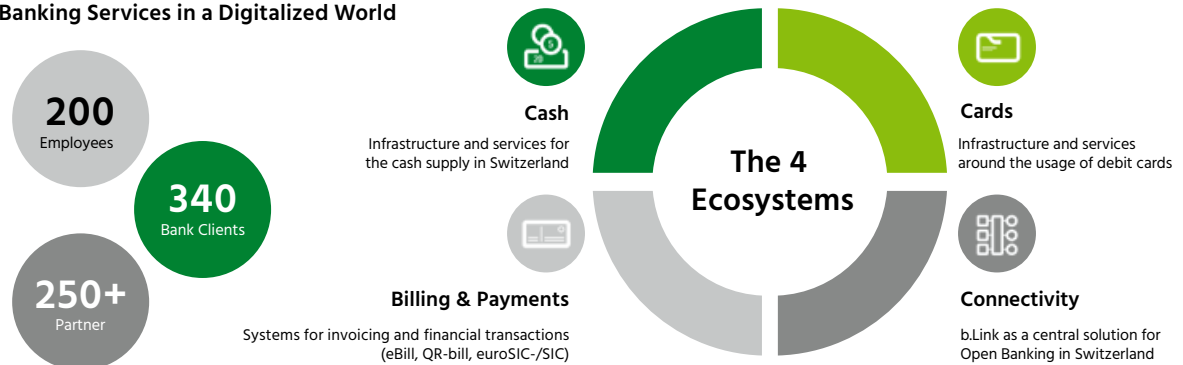 Banking Services in a Digitalized World
200
Employees
340
Bank Clients
250+
Partner
Cash
Infrastructure and services for
the cash supply in Switzerland
Billing & Payments
Systems for invoicing and financial transactions
(eBill, QR-bill, euroSIC-/SIC)
The 4
Ecosystems
Cards
Infrastructure and services
around the usage of debit cards
Connectivity
b.Link as a central solution for
Open Banking in Switzerland